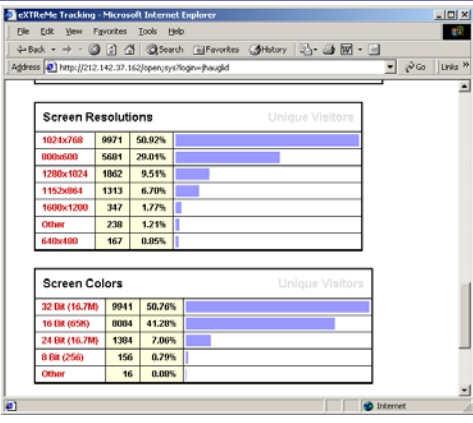 eXTReMe Tracking - Microsoft Internet Explorer
File Edit View Favorites Tools Help
Back Search Favorites History
Address http://212.142.37.162/open;sys?login=jhauglid Go Links »
Screen Resolutions Unique Visitors
1024x768 9971 50.92%
800x600 5681 29.01%
1280x1024 1862 9.51%
1152x864 1313 6.70%
1600x1200 347 1.77%
Other 238 1.21%
640x480 167 0.85%
Screen Colors Unique Visitors
32 Bit (16.7M) 9941 50.76%
16 Bit (65K) 8084 41.28%
24 Bit (16.7M) 1384 7.06%
8 Bit (256) 156 0.79%
Other 16 0.08%
Internet